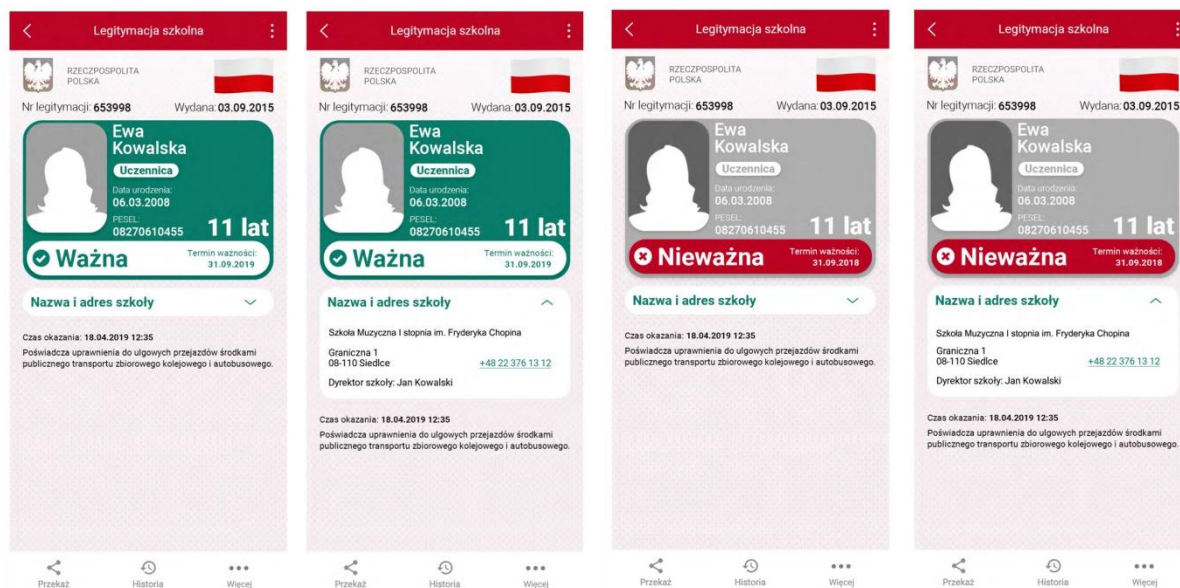 Legitymacja szkolna
RZECZPOSPOLITA
POLSKA
Nr legitymacji: 653998 Wydana: 03.09.2015
Ewa
Kowalska
Uczennica
Data urodzenia:
06.03.2008
PESEL:
08270610455
11 lat
Ważna
Termin ważności:
31.09.2019
Nazwa i adres szkoły
Czas okazania: 18.04.2019 12:35
Poświadcza uprawnienia do ulgowych przejazdów środkami
publicznego transportu zbiorowego kolejowego i autobusowego.
Przekaż Historia Więcej
Legitymacja szkolna
RZECZPOSPOLITA
POLSKA
Nr legitymacji: 653998 Wydana: 03.09.2015
Ewa
Kowalska
Uczennica
Data urodzenia:
06.03.2008
PESEL:
08270610455
11 lat
Ważna
Termin ważności:
31.09.2019
Nazwa i adres szkoły
Szkoła Muzyczna I stopnia im. Fryderyka Chopina
Graniczna 1
08-110 Siedlce +48 22 376 13 12
Dyrektor szkoły: Jan Kowalski
Czas okazania: 18.04.2019 12:35
Poświadcza uprawnienia do ulgowych przejazdów środkami
publicznego transportu zbiorowego kolejowego i autobusowego.
Przekaż Historia Więcej
Legitymacja szkolna
RZECZPOSPOLITA
POLSKA
Nr legitymacji: 653998 Wydana: 03.09.2015
Ewa
Kowalska
Uczennica
Data urodzenia:
06.03.2008
PESEL:
08270610455
11 lat
Nieważna
Termin ważności:
31.09.2018
Nazwa i adres szkoły
Czas okazania: 18.04.2019 12:35
Poświadcza uprawnienia do ulgowych przejazdów środkami
publicznego transportu zbiorowego kolejowego i autobusowego.
Przekaż Historia Więcej
Legitymacja szkolna
RZECZPOSPOLITA
POLSKA
Nr legitymacji: 653998 Wydana: 03.09.2015
Ewa
Kowalska
Uczennica
Data urodzenia:
06.03.2008
PESEL:
08270610455
11 lat
Nieważna
Termin ważności:
31.09.2018
Nazwa i adres szkoły
Szkoła Muzyczna I stopnia im. Fryderyka Chopina
Graniczna 1
08-110 Siedlce +48 22 376 13 12
Dyrektor szkoły: Jan Kowalski
Czas okazania: 18.04.2019 12:35
Poświadcza uprawnienia do ulgowych przejazdów środkami
publicznego transportu zbiorowego kolejowego i autobusowego.
Przekaż Historia Więcej